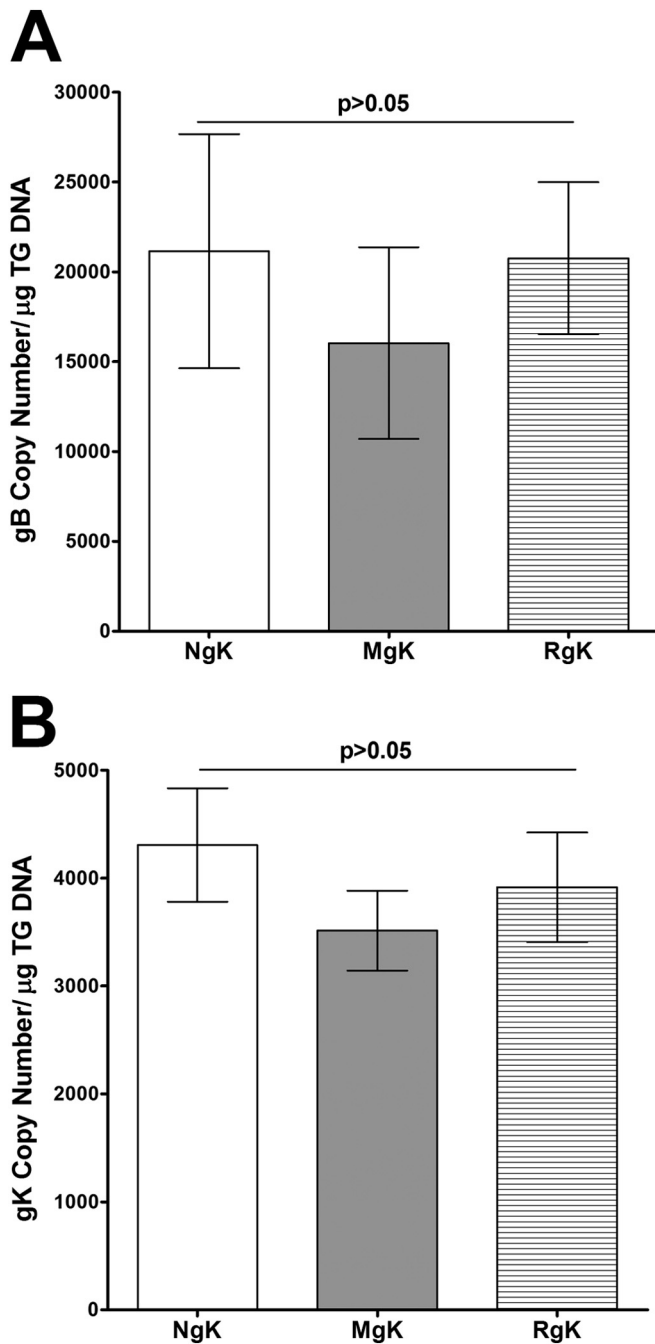 A
gB Copy Number/ μg TG DNA
p>0.05
30000
25000
20000
15000
10000
5000
0
NgK MgK RgK
B
gK Copy Number/ μg TG DNA
p>0.05
5000
4000
3000
2000
1000
0
NgK MgK RgK